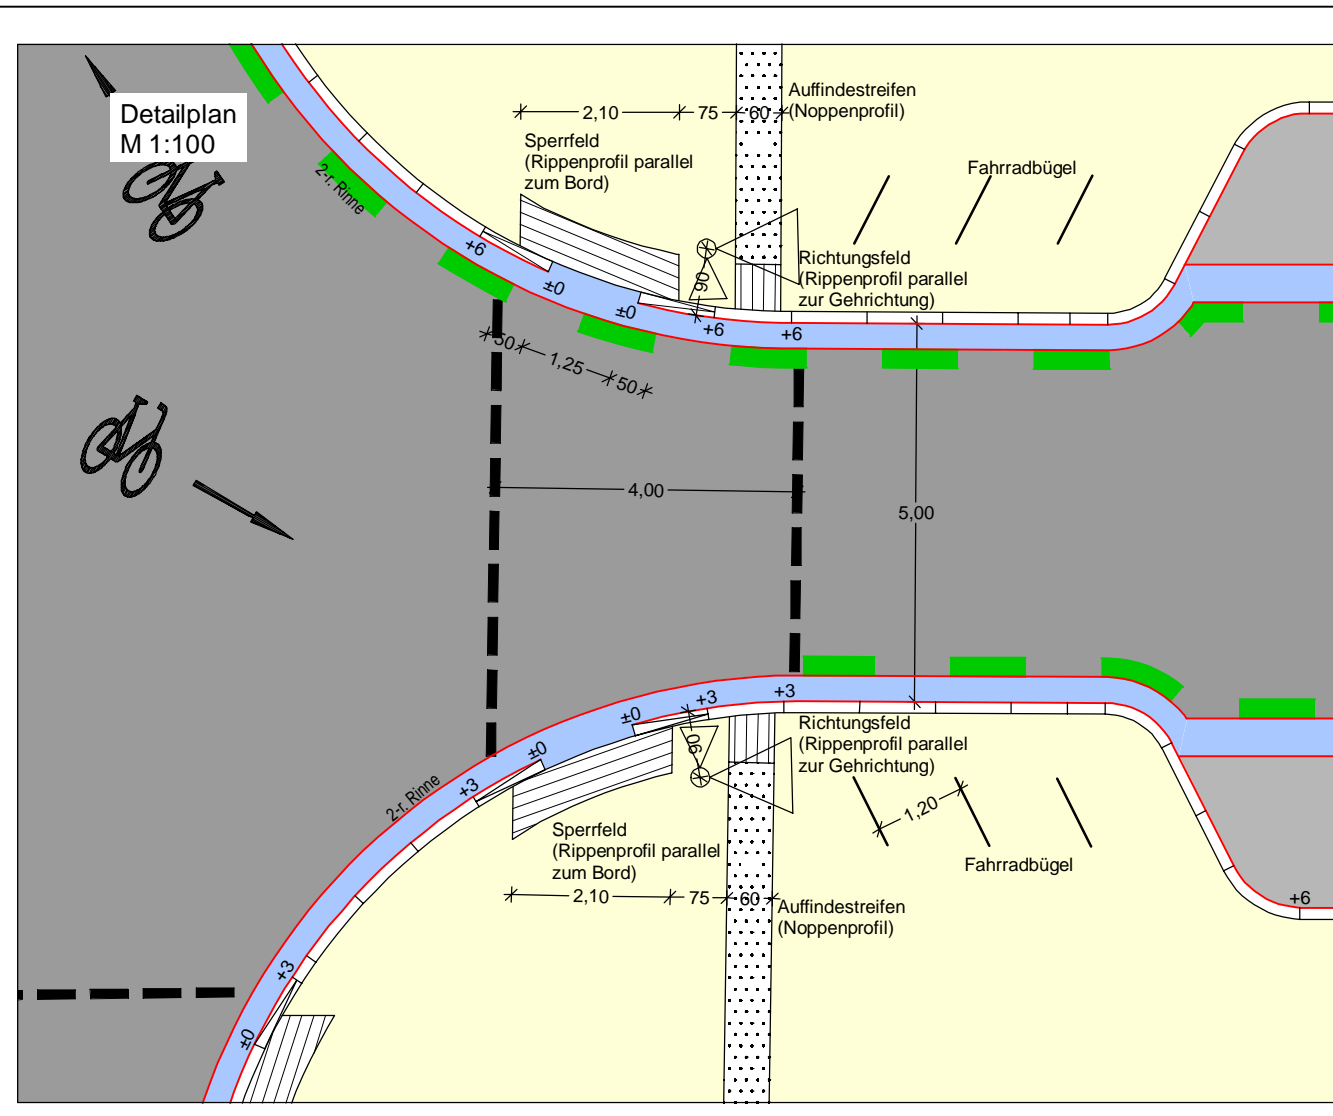 Detailplan
M 1:100
2,10
75
60
Auffindestreifen
(Noppenprofil)
Sperrfeld
(Rippenprofil parallel
zum Bord)
Fahrradbügel
2-r. Rinne
+6
±0
±0
90
+6
+6
Richtungsfeld
(Rippenprofil parallel
zur Gehrichtung)
50
1,25
50
4,00
5,00
+3
+3
±0
±0
+3
90
2-r. Rinne
Richtungsfeld
(Rippenprofil parallel
zur Gehrichtung)
1,20
Sperrfeld
(Rippenprofil parallel
zum Bord)
Fahrradbügel
2,10
75
60
Auffindestreifen
(Noppenprofil)
+6
+3
±0